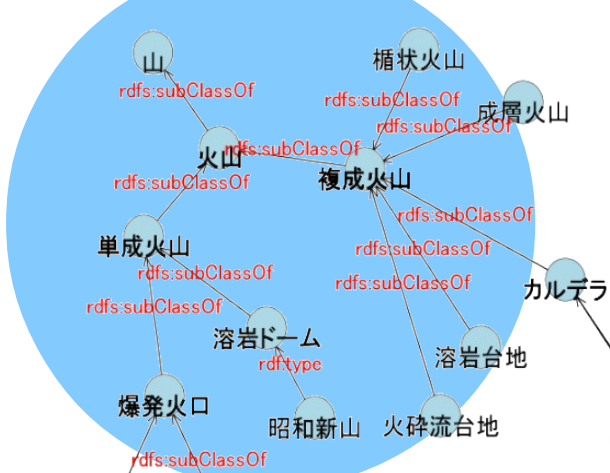 山
楯状火山
rdfs:subClassOf
rdfs:subClassOf
成層火山
rdfs:subClassOf
火山
rdfs:subClassOf
複成火山
rdfs:subClassOf
rdfs:subClassOf
単成火山
rdfs:subClassOf
rdfs:subClassOf
rdfs:subClassOf
カルデラ
rdfs:subClassOf
溶岩ドーム
溶岩台地
rdf:type
爆発火口
昭和新山
火砕流台地
rdfs:subClassOf